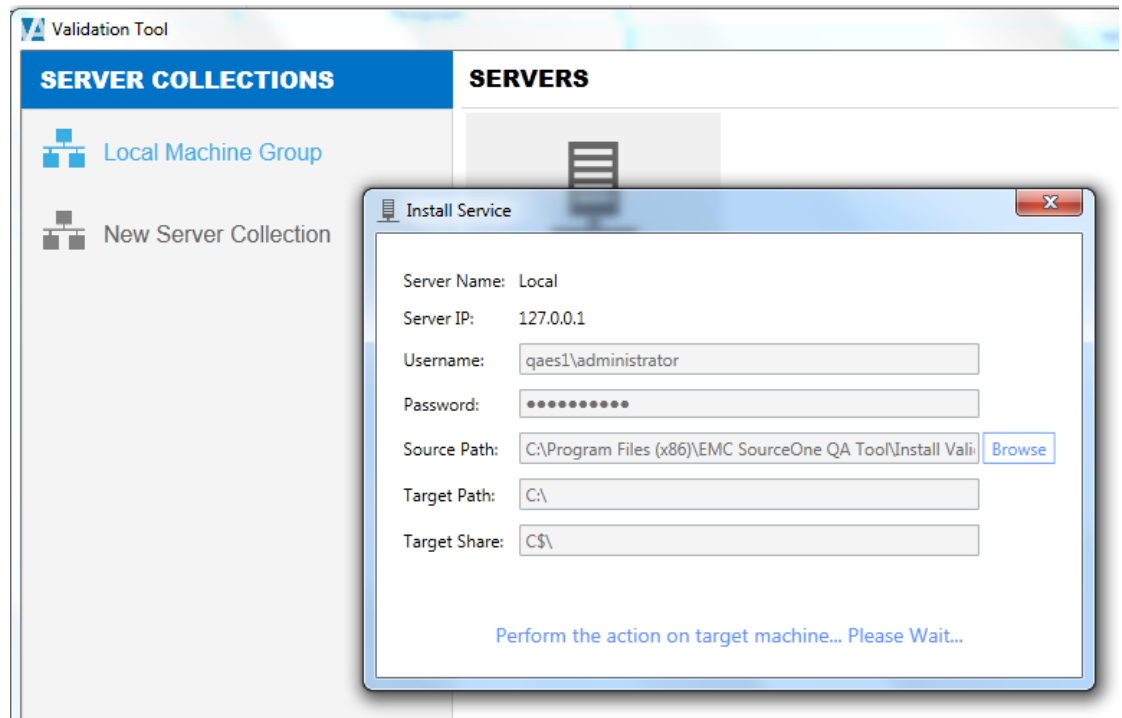 Validation Tool
SERVER COLLECTIONS
SERVERS
Local Machine Group
New Server Collection
Install Service
Server Name: Local
Server IP: 127.0.0.1
Username: qaes1\administrator
Password: ●●●●●●●●●●
Source Path: C:\Program Files (x86)\EMC SourceOne QA Tool\Install Vali Browse
Target Path: C:\
Target Share: C$\
Perform the action on target machine... Please Wait...